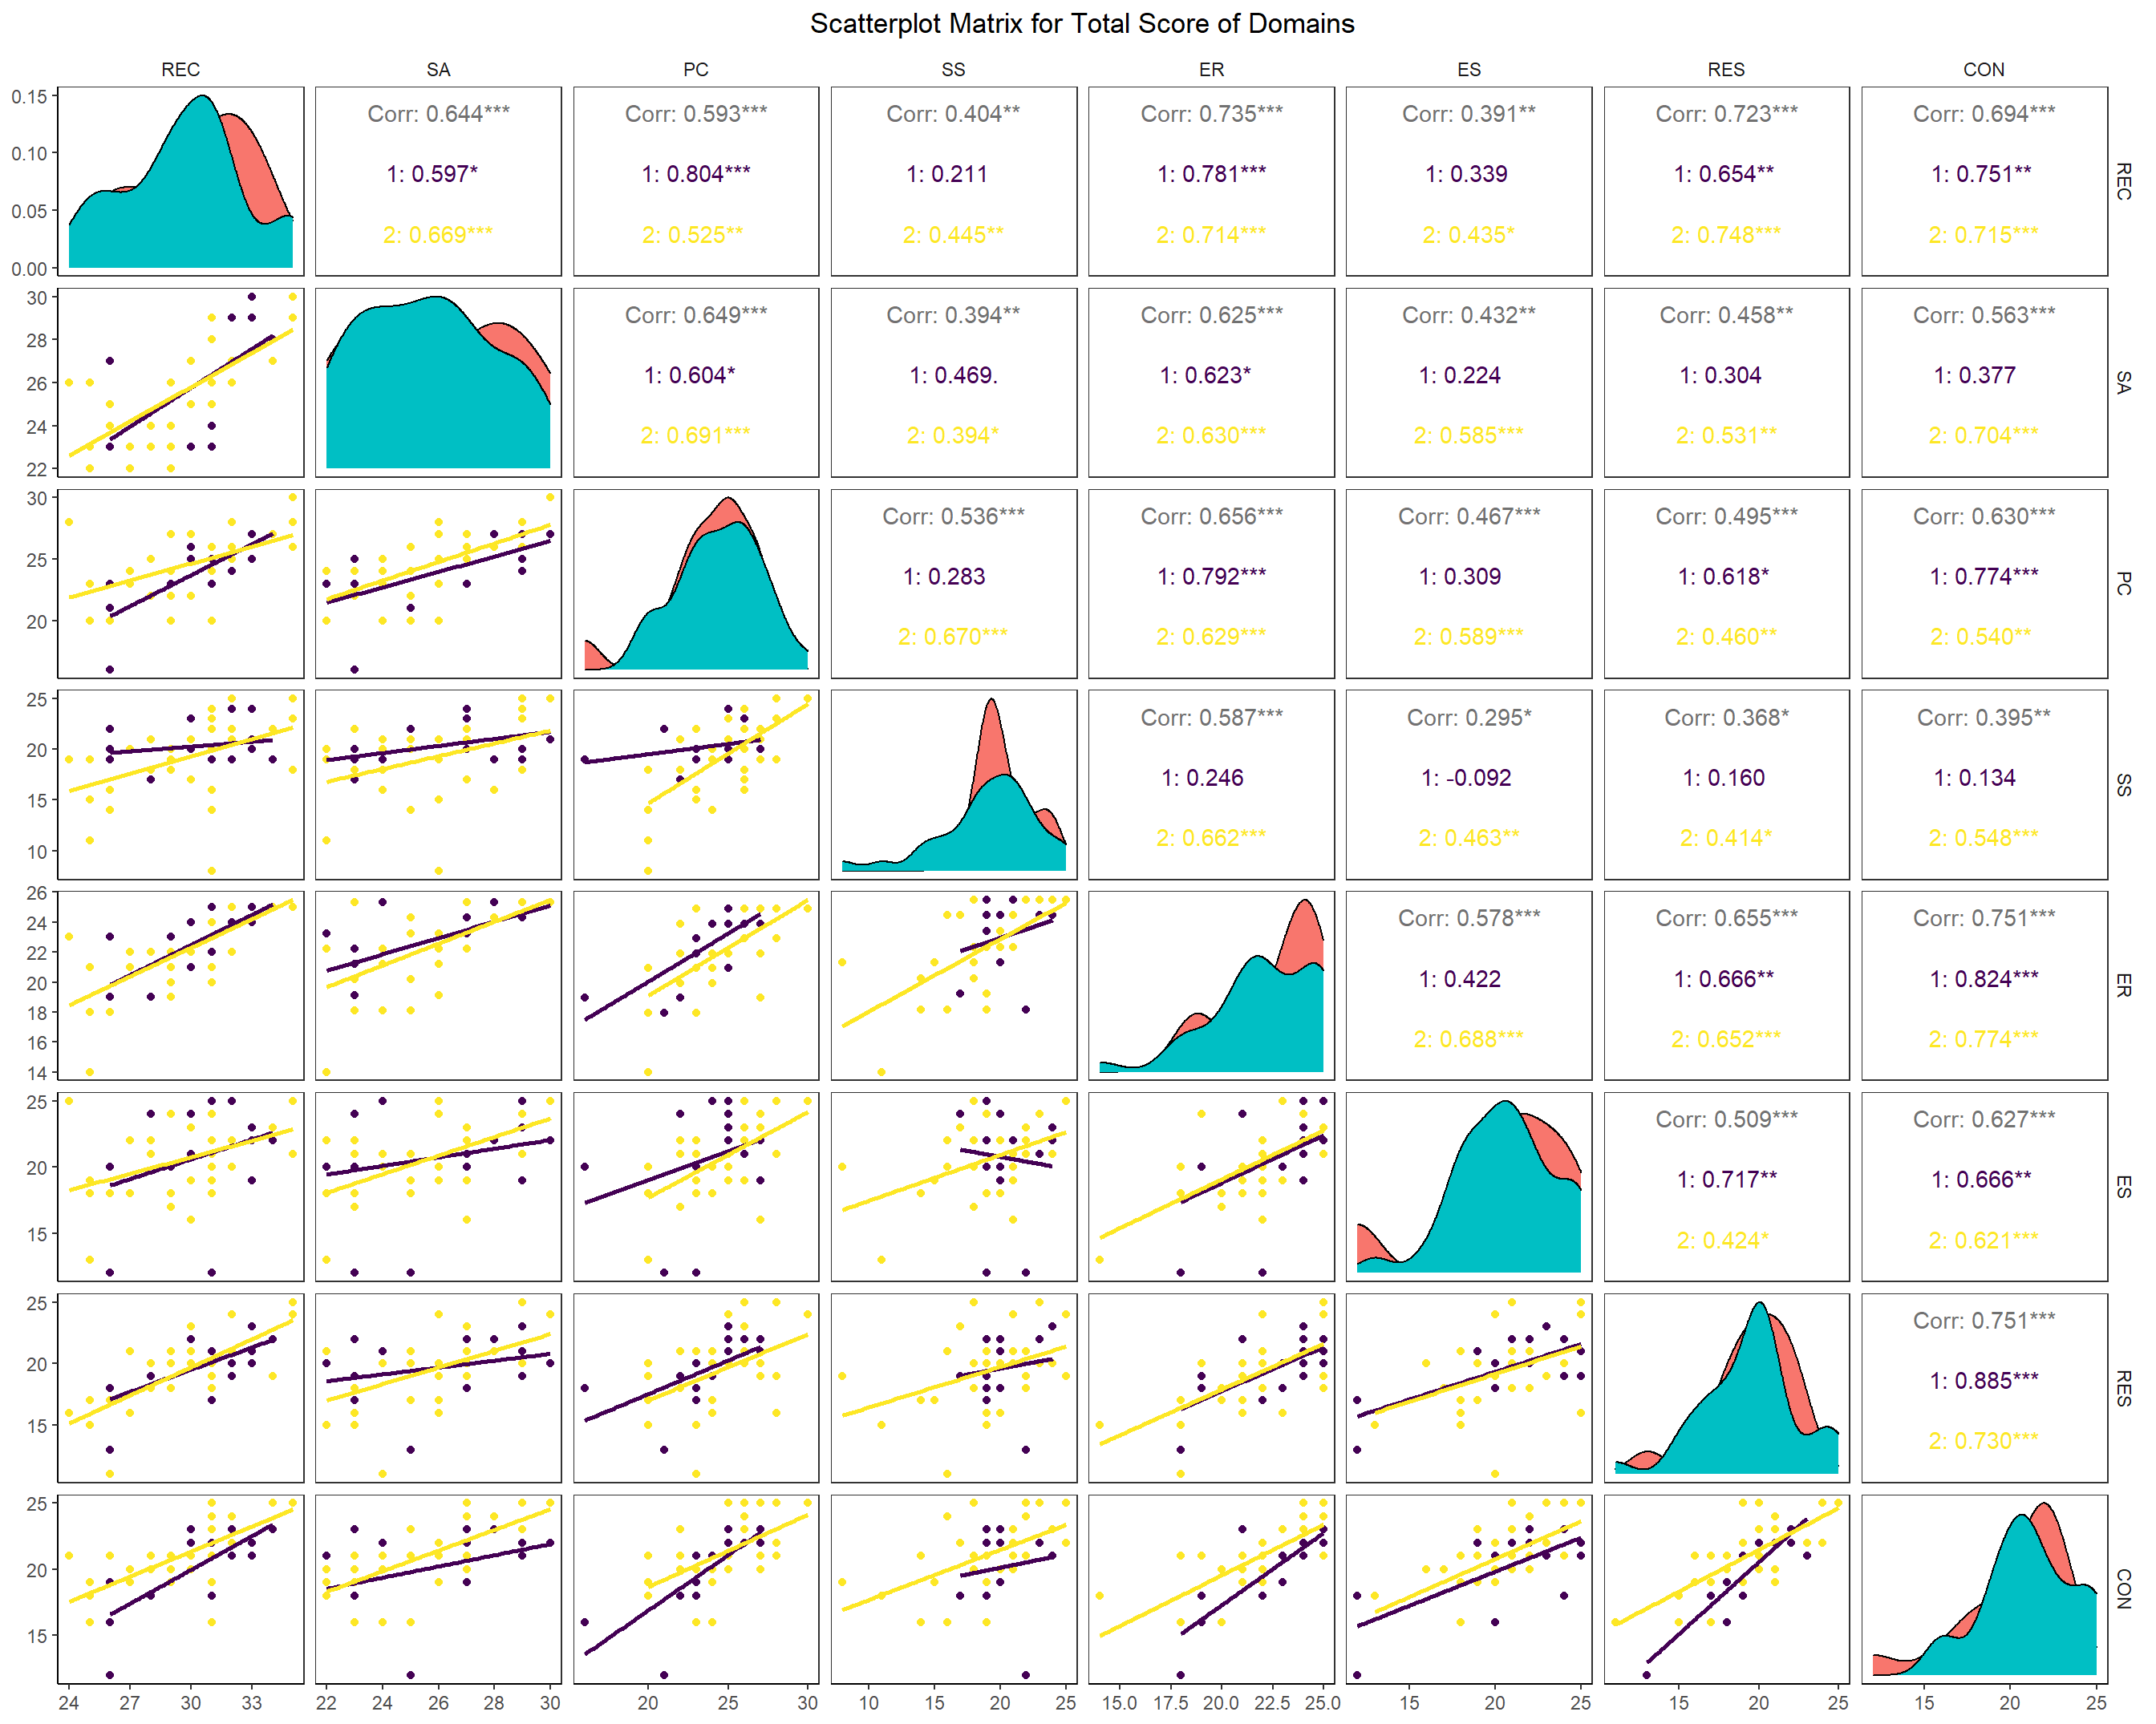 Scatterplot Matrix for Total Score of Domains
REC SA PC SS ER ES RES CON
0.15
0.10
0.05
0.00
Corr: 0.644*** Corr: 0.593*** Corr: 0.404** Corr: 0.735*** Corr: 0.391** Corr: 0.723*** Corr: 0.694***
1: 0.597* 1: 0.804*** 1: 0.211 1: 0.781*** 1: 0.339 1: 0.654** 1: 0.751**
2: 0.669*** 2: 0.525** 2: 0.445** 2: 0.714*** 2: 0.435* 2: 0.748*** 2: 0.715***
REC
30
28
26
24
22
Corr: 0.649*** Corr: 0.394** Corr: 0.625*** Corr: 0.432** Corr: 0.458** Corr: 0.563***
1: 0.604* 1: 0.469. 1: 0.623* 1: 0.224 1: 0.304 1: 0.377
2: 0.691*** 2: 0.394* 2: 0.630*** 2: 0.585*** 2: 0.531** 2: 0.704***
SA
30
25
20
Corr: 0.536*** Corr: 0.656*** Corr: 0.467*** Corr: 0.495*** Corr: 0.630***
1: 0.283 1: 0.792*** 1: 0.309 1: 0.618* 1: 0.774***
2: 0.670*** 2: 0.629*** 2: 0.589*** 2: 0.460** 2: 0.540**
PC
25
20
15
10
Corr: 0.587*** Corr: 0.295* Corr: 0.368* Corr: 0.395**
1: 0.246 1: -0.092 1: 0.160 1: 0.134
2: 0.662*** 2: 0.463** 2: 0.414* 2: 0.548***
SS
26
24
22
20
18
16
14
Corr: 0.578*** Corr: 0.655*** Corr: 0.751***
1: 0.422 1: 0.666** 1: 0.824***
2: 0.688*** 2: 0.652*** 2: 0.774***
ER
25
20
15
Corr: 0.509*** Corr: 0.627***
1: 0.717** 1: 0.666**
2: 0.424* 2: 0.621***
ES
25
20
15
Corr: 0.751***
1: 0.885***
2: 0.730***
RES
25
20
15
CON
24 27 30 33 22 24 26 28 30 20 25 30 10 15 20 25 15.0 17.5 20.0 22.5 25.0 15 20 25 15 20 25 15 20 25